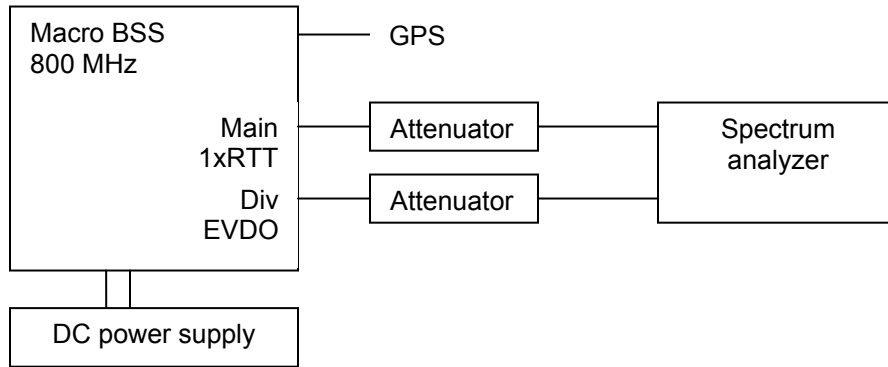 Macro BSS
800 MHz
GPS
Main
1xRTT
Attenuator
Spectrum
analyzer
Div
EVDO
Attenuator
DC power supply